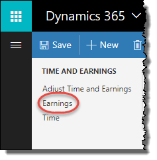 Dynamics 365
Save + New
TIME AND EARNINGS
Adjust Time and Earnings
Earnings
Time